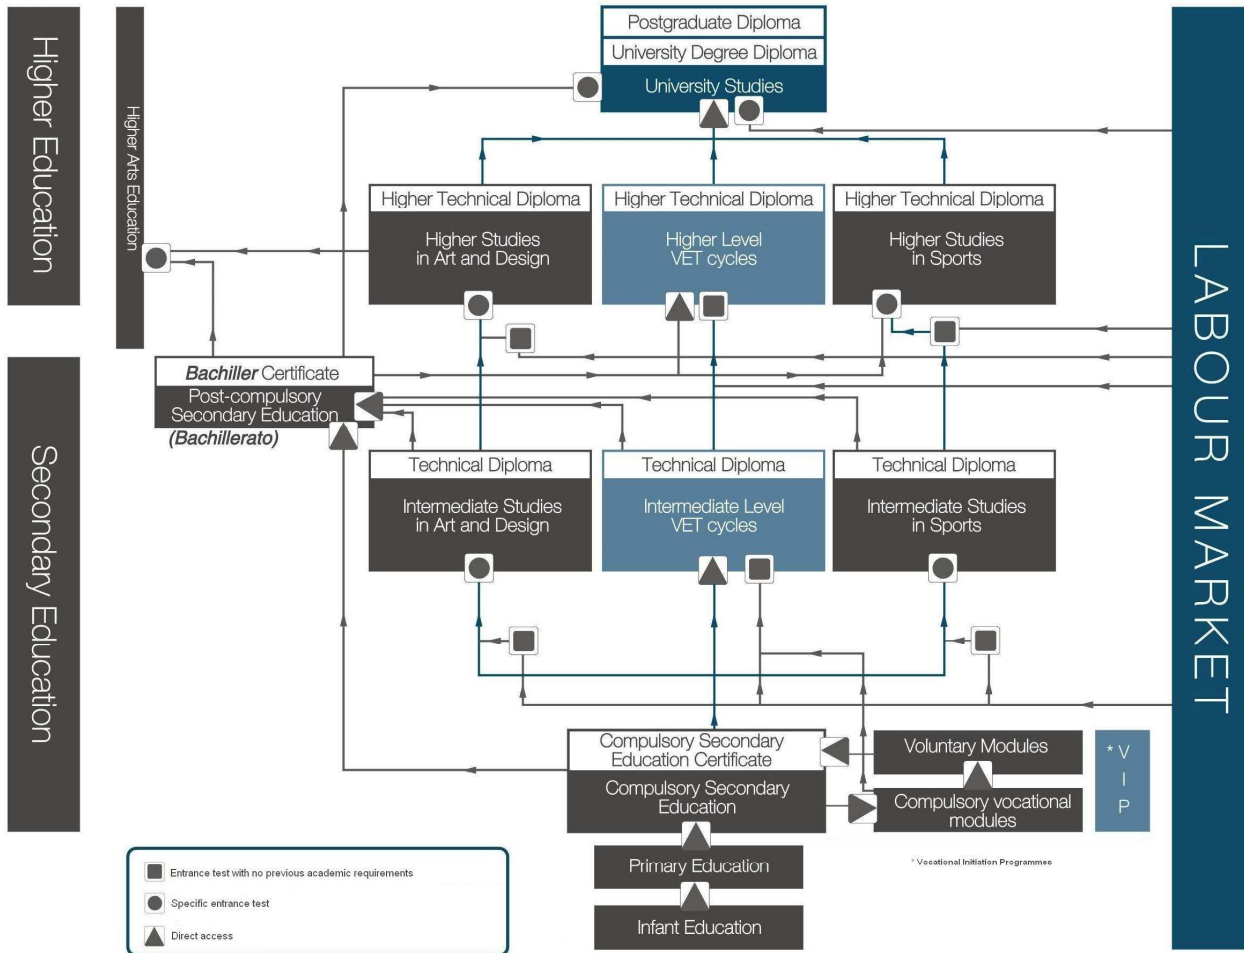 Higher Education
Secondary Education
Higher Arts Education
Postgraduate Diploma
University Degree Diploma
University Studies
Higher Technical Diploma
Higher Studies
in Art and Design
Higher Technical Diploma
Higher Level
VET cycles
Higher Technical Diploma
Higher Studies
in Sports
Bachiller Certificate
Post-compulsory
Secondary Education
(Bachillerato)
Technical Diploma
Intermediate Studies
in Art and Design
Technical Diploma
Intermediate Level
VET cycles
Technical Diploma
Intermediate Studies
in Sports
Compulsory Secondary
Education Certificate
Compulsory Secondary
Education
Primary Education
Infant Education
Voluntary Modules
Compulsory vocational
modules
* V
I
P
* Vocational Initiation Programmes
LABOUR MARKET
Entrance test with no previous academic requirements
Specific entrance test
Direct access